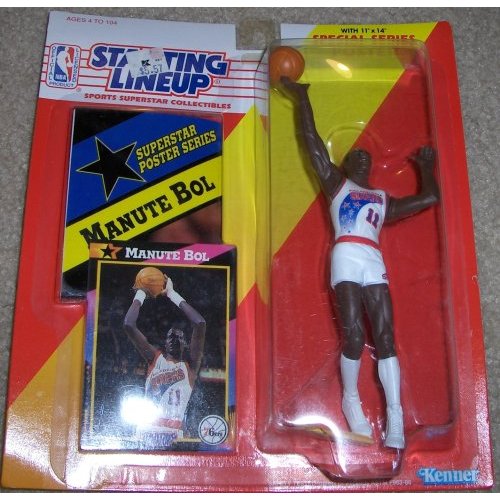 AGES 4 TO 104
WITH 11" x 14"
SPECIAL SERIES
NBA
STARTING
LINEUP
SPORTS SUPERSTAR COLLECTIBLES
K
SUPERSTAR
POSTER SERIES
MANUTE BOL
MANUTE BOL
11
11
Kenner